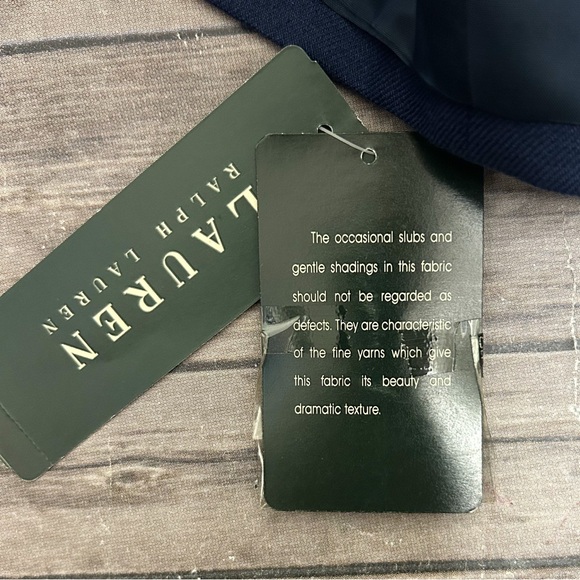 LAUREN
RALPH LAUREN
The occasional slubs and
gentle shadings in this fabric
should not be regarded as
defects. They are characteristic
of the fine yarns which give
this fabric its beauty and
dramatic texture.